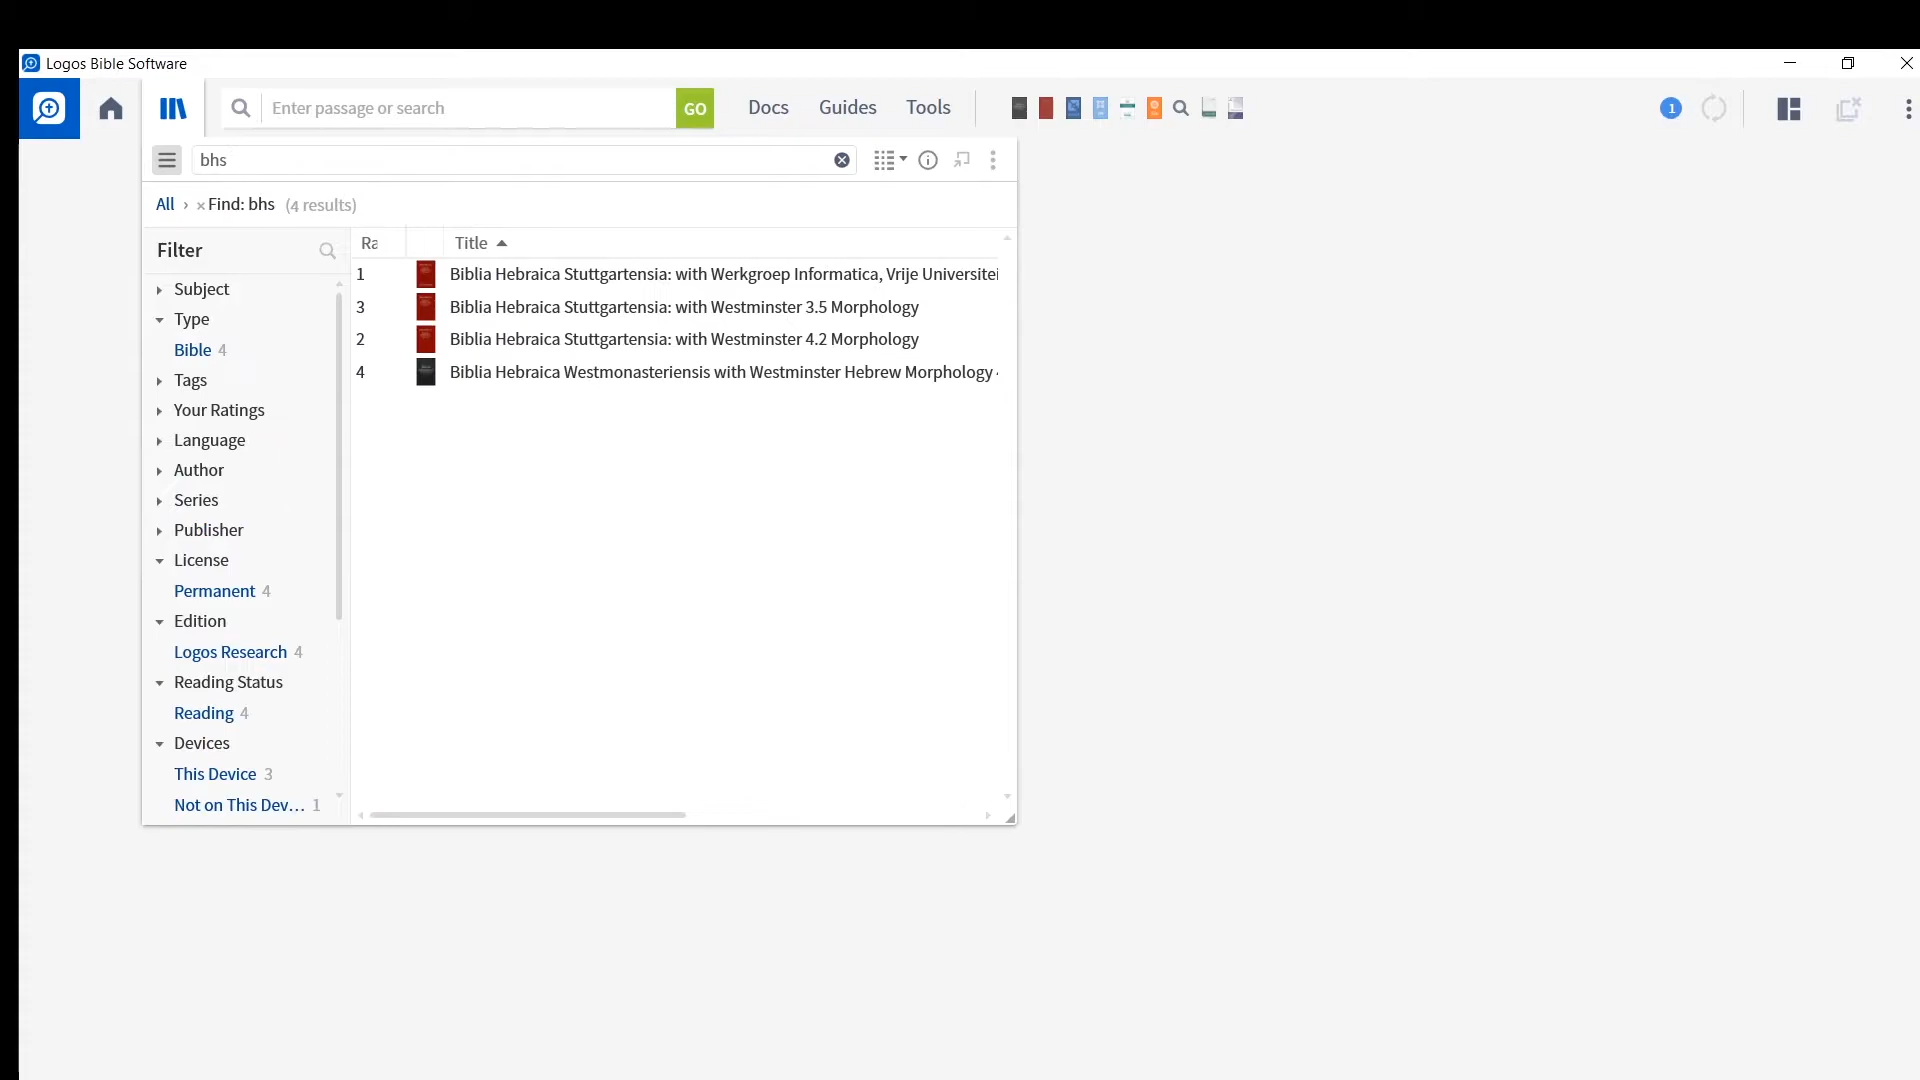 Logos Bible Software
Enter passage or search
GO
Docs
Guides
Tools
1
bhs
All › × Find: bhs (4 results)
Filter
Subject
Type
Bible 4
Tags
Your Ratings
Language
Author
Series
Publisher
License
Permanent 4
Edition
Logos Research 4
Reading Status
Reading 4
Devices
This Device 3
Not on This Dev... 1
Ra Title
1 Biblia Hebraica Stuttgartensia: with Werkgroep Informatica, Vrije Universitei
3 Biblia Hebraica Stuttgartensia: with Westminster 3.5 Morphology
2 Biblia Hebraica Stuttgartensia: with Westminster 4.2 Morphology
4 Biblia Hebraica Westmonasteriensis with Westminster Hebrew Morphology